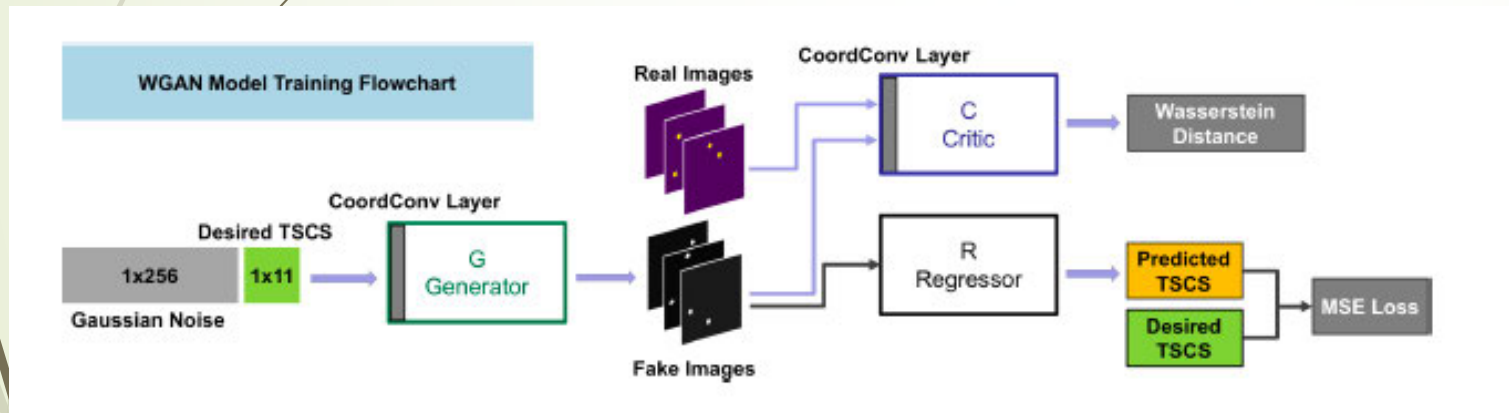 WGAN Model Training Flowchart
Real Images
CoordConv Layer
C
Critic
Wasserstein
Distance
CoordConv Layer
Desired TSCS
1x256
1x11
Gaussian Noise
G
Generator
Fake Images
R
Regressor
Predicted
TSCS
Desired
TSCS
MSE Loss